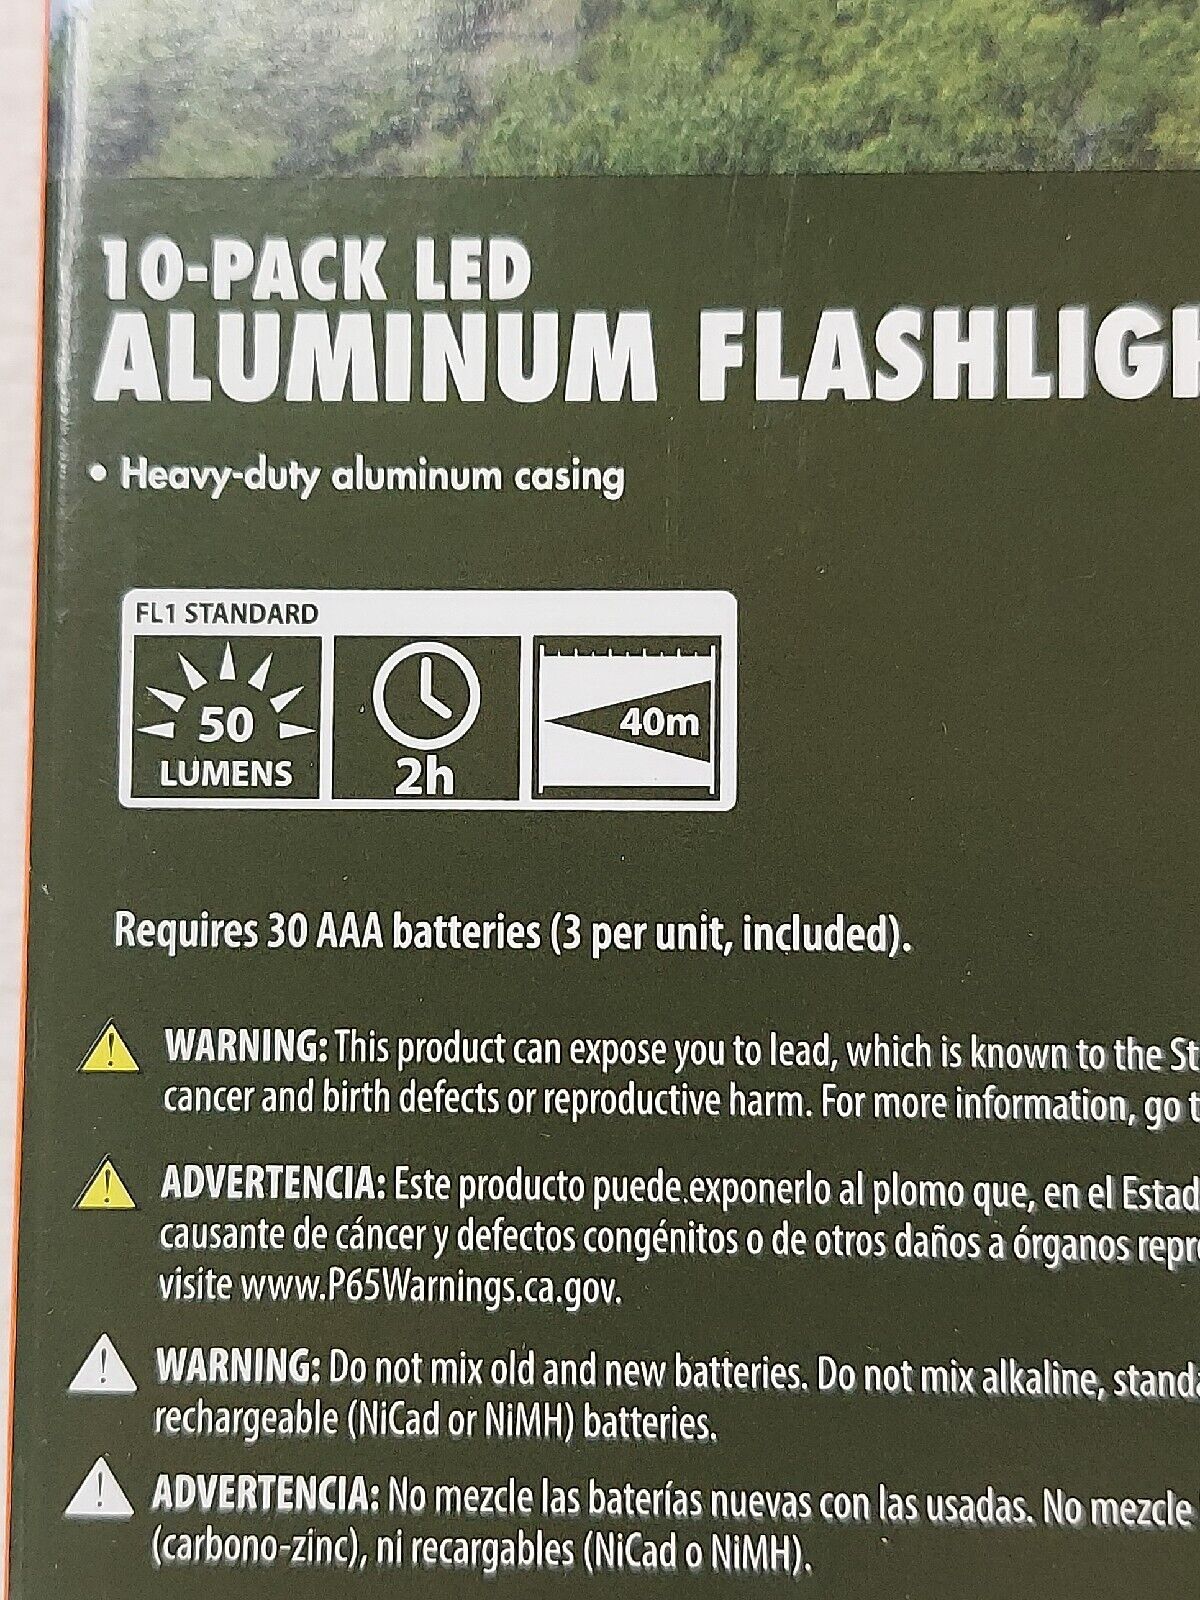 10-PACK LED
ALUMINUM FLASHLIGH
• Heavy-duty aluminum casing
FL1 STANDARD
50
LUMENS
2h
40m
Requires 30 AAA batteries (3 per unit, included).
WARNING: This product can expose you to lead, which is known to the St
cancer and birth defects or reproductive harm. For more information, go t
ADVERTENCIA: Este producto puede exponerlo al plomo que, en el Estad
causante de cáncer y defectos congénitos o de otros daños a órganos repr
visite www.P65Warnings.ca.gov.
WARNING: Do not mix old and new batteries. Do not mix alkaline, standa
rechargeable (NiCad or NiMH) batteries.
ADVERTENCIA: No mezcle las baterías nuevas con las usadas. No mezcle
(carbono-zinc), ni recargables (NiCad o NiMH).